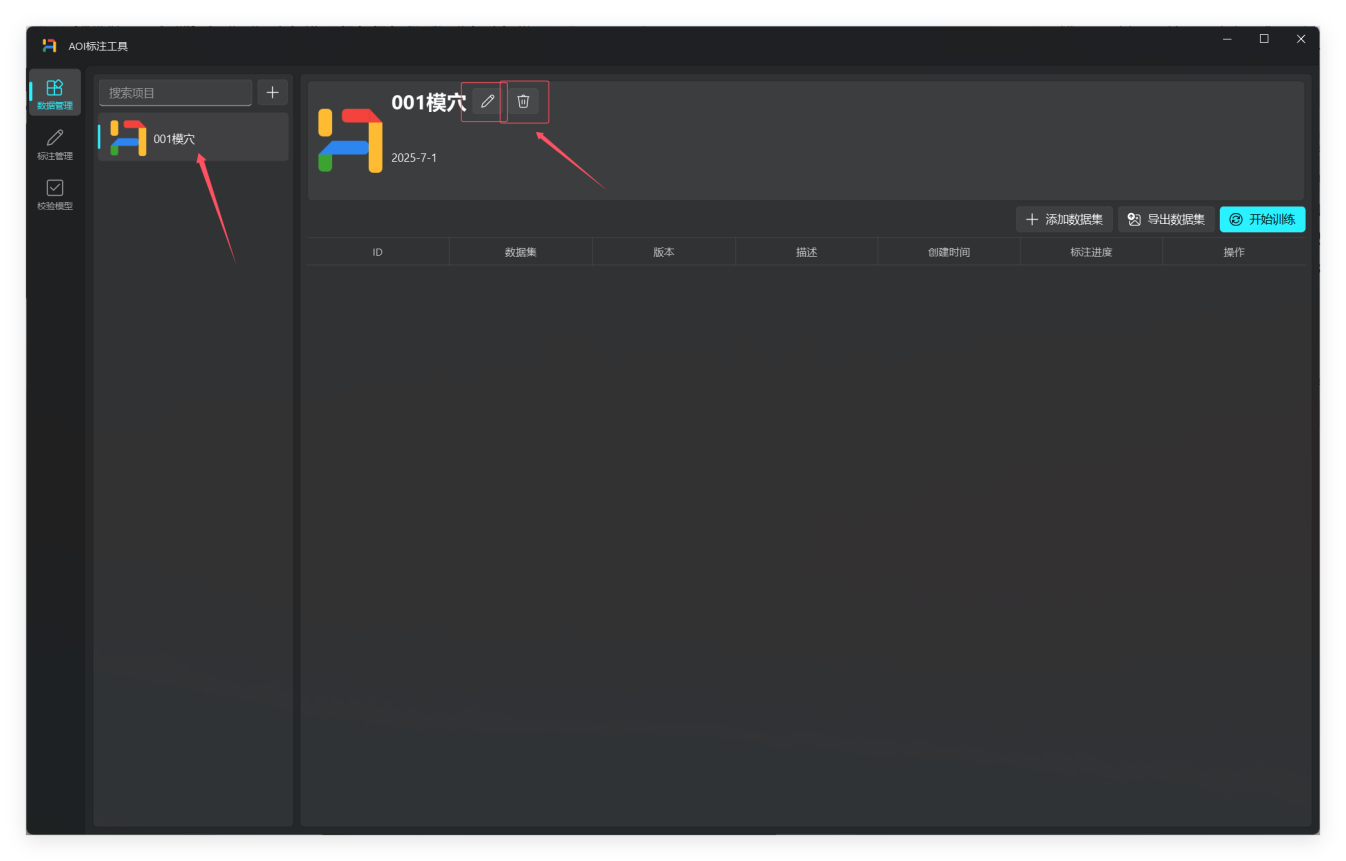 AOI标注工具
数据管理
标注管理
校验模型
搜索项目
001模穴
001模穴
2025-7-1
添加数据集 导出数据集 开始训练
ID 数据集 版本 描述 创建时间 标注进度 操作